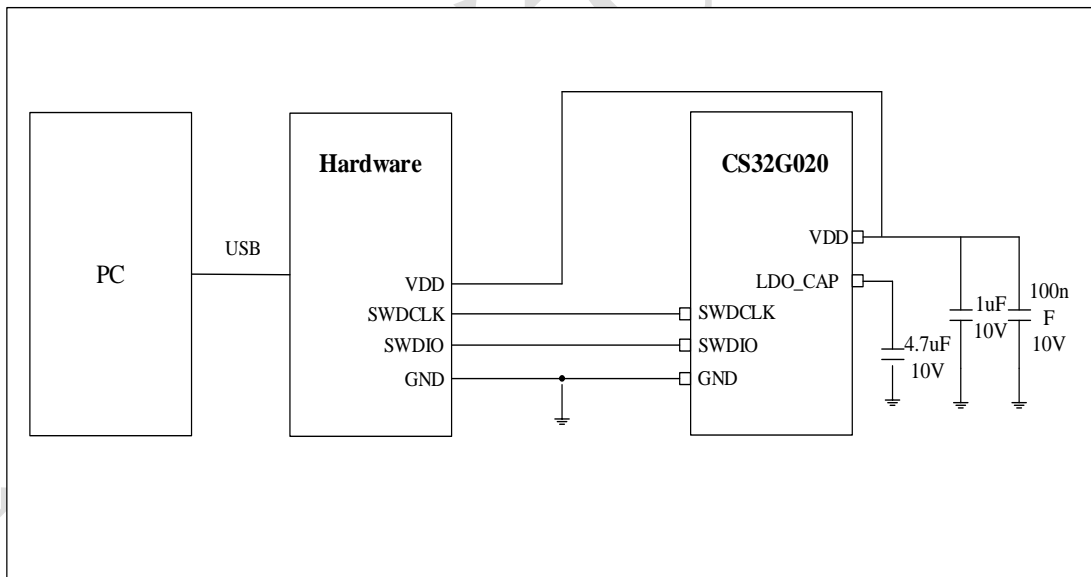 Hardware
CS32G020
USB
PC
VDD
SWDCLK
SWDIO
GND
VDD
LDO_CAP
SWDCLK
SWDIO
GND
4.7uF
10V
1uF
10V
100n
F
10V